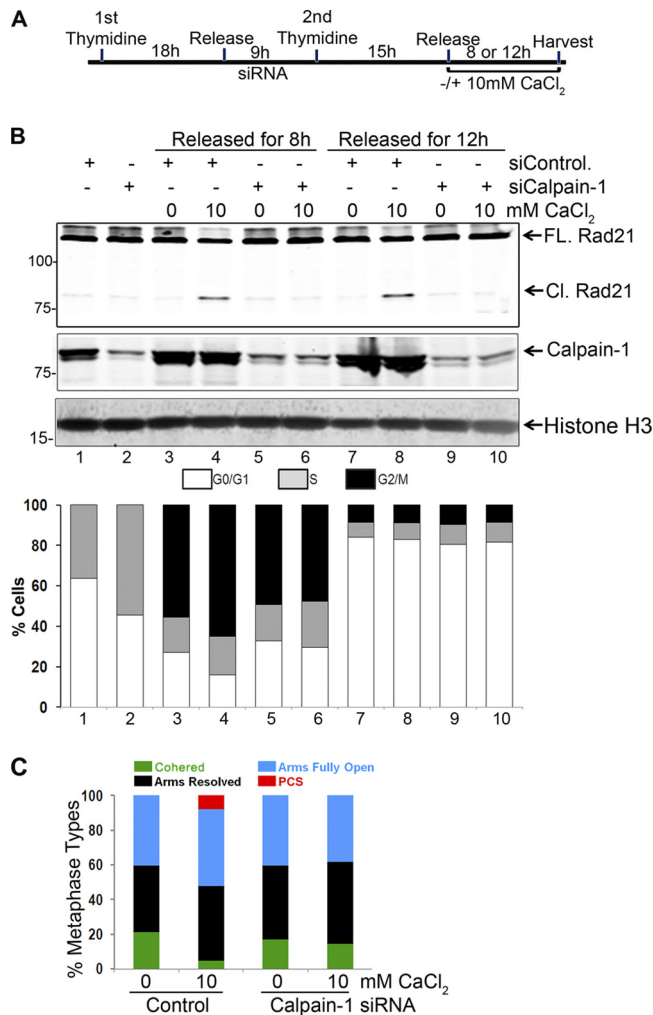 A
1st Thymidine
2nd Thymidine
Release
Release
Harvest
18h
9h
15h
8 or 12h
siRNA
-/+ 10mM CaCl2
B
Released for 8h
Released for 12h
+ - + + - - + + - - siControl.
- + - - + + - - + + siCalpain-1
0 10 0 10 0 10 0 10 mM CaCl2
FL. Rad21
100-
Cl. Rad21
75-
Calpain-1
75-
Histone H3
15-
1 2 3 4 5 6 7 8 9 10
G0/G1 S G2/M
% Cells
100
80
60
40
20
0
1 2 3 4 5 6 7 8 9 10
C
Cohered
Arms Fully Open
Arms Resolved
PCS
% Metaphase Types
100
80
60
40
20
0
0 10 0 10 mM CaCl2
Control
Calpain-1 siRNA